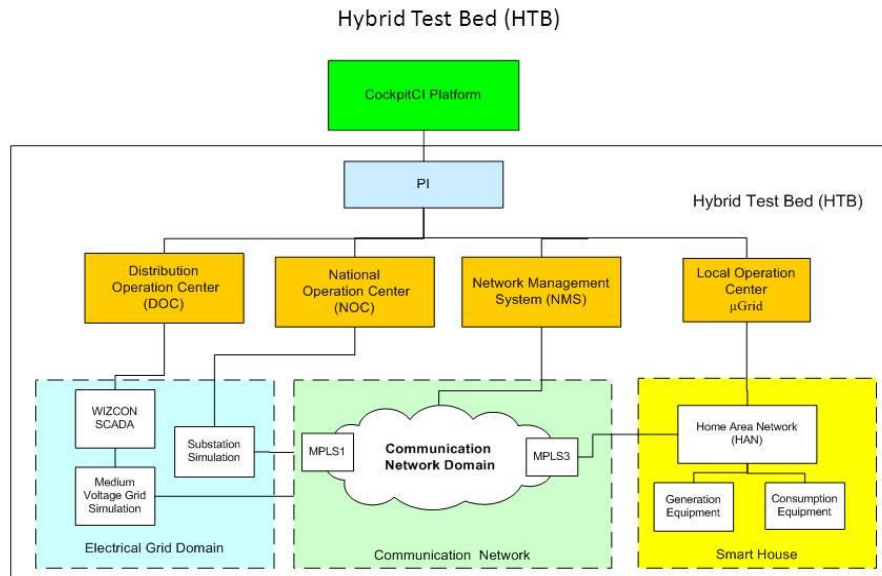 Hybrid Test Bed (HTB)
CockpitCI Platform
PI
Hybrid Test Bed (HTB)
Distribution
Operation Center
(DOC)
National
Operation Center
(NOC)
Network Management
System (NMS)
Local Operation
Center
µGrid
WIZCON
SCADA
Substation
Simulation
Medium
Voltage Grid
Simulation
Electrical Grid Domain
MPLS1
Communication
Network Domain
MPLS3
Communication Network
Home Area Network
(HAN)
Generation
Equipment
Consumption
Equipment
Smart House